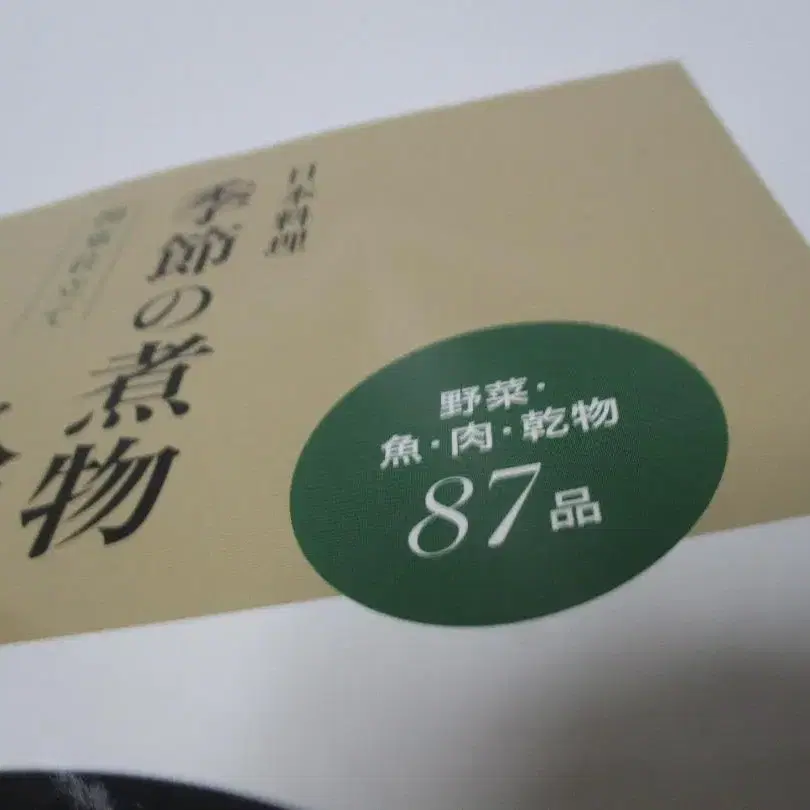 日本料理
季節の煮物
野菜・
魚・肉・乾物
87品